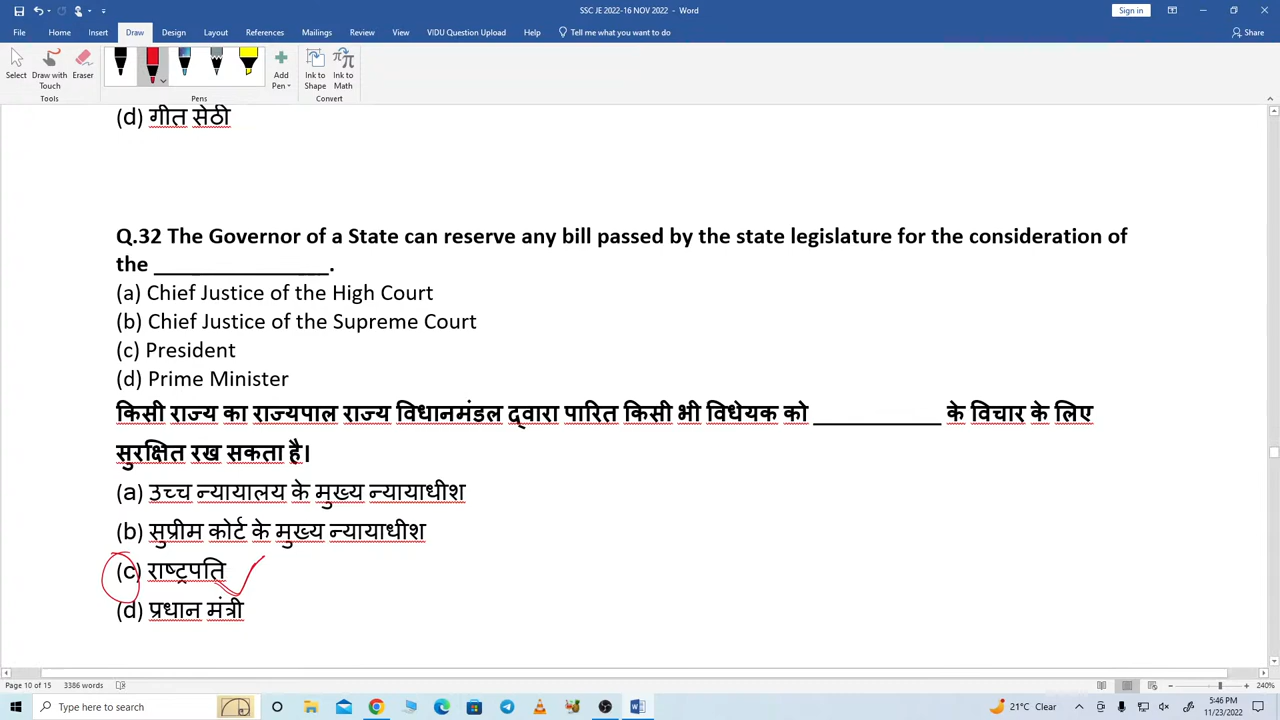 SSC JE 2022-16 NOV 2022 - Word
Sign in
File Home Insert Draw Design Layout References Mailings Review View VIDU Question Upload Help Tell me what you want to do Share
Select Draw with Touch Eraser Add Pen Ink to Shape Ink to Math
Tools Pens Convert
(d) गीत सेठी
Q.32 The Governor of a State can reserve any bill passed by the state legislature for the consideration of
the ________________.
(a) Chief Justice of the High Court
(b) Chief Justice of the Supreme Court
(c) President
(d) Prime Minister
किसी राज्य का राज्यपाल राज्य विधानमंडल द्वारा पारित किसी भी विधेयक को ___________ के विचार के लिए
सुरक्षित रख सकता है।
(a) उच्च न्यायालय के मुख्य न्यायाधीश
(b) सुप्रीम कोर्ट के मुख्य न्यायाधीश
(c) राष्ट्रपति
(d) प्रधान मंत्री
Page 10 of 15 3386 words 240%
Type here to search 21°C Clear 5:46 PM
11/23/2022